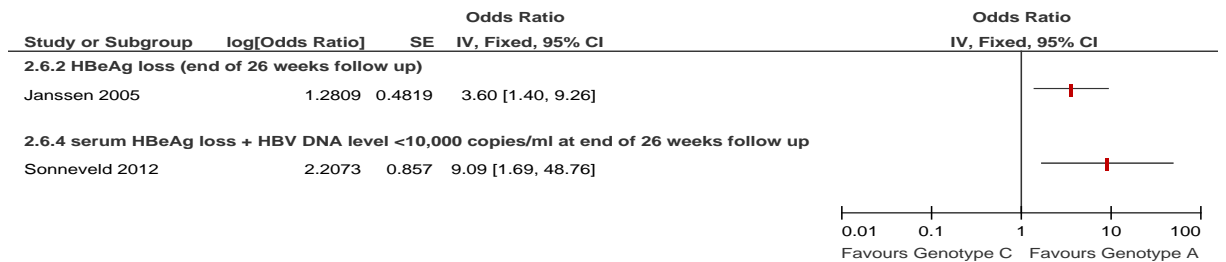 Odds Ratio Odds Ratio
Study or Subgroup log[Odds Ratio] SE IV, Fixed, 95% CI IV, Fixed, 95% CI
2.6.2 HBeAg loss (end of 26 weeks follow up)
Janssen 2005 1.2809 0.4819 3.60 [1.40, 9.26]
2.6.4 serum HBeAg loss + HBV DNA level <10,000 copies/ml at end of 26 weeks follow up
Sonneveld 2012 2.2073 0.857 9.09 [1.69, 48.76]
0.01 0.1 1 10 100
Favours Genotype C Favours Genotype A